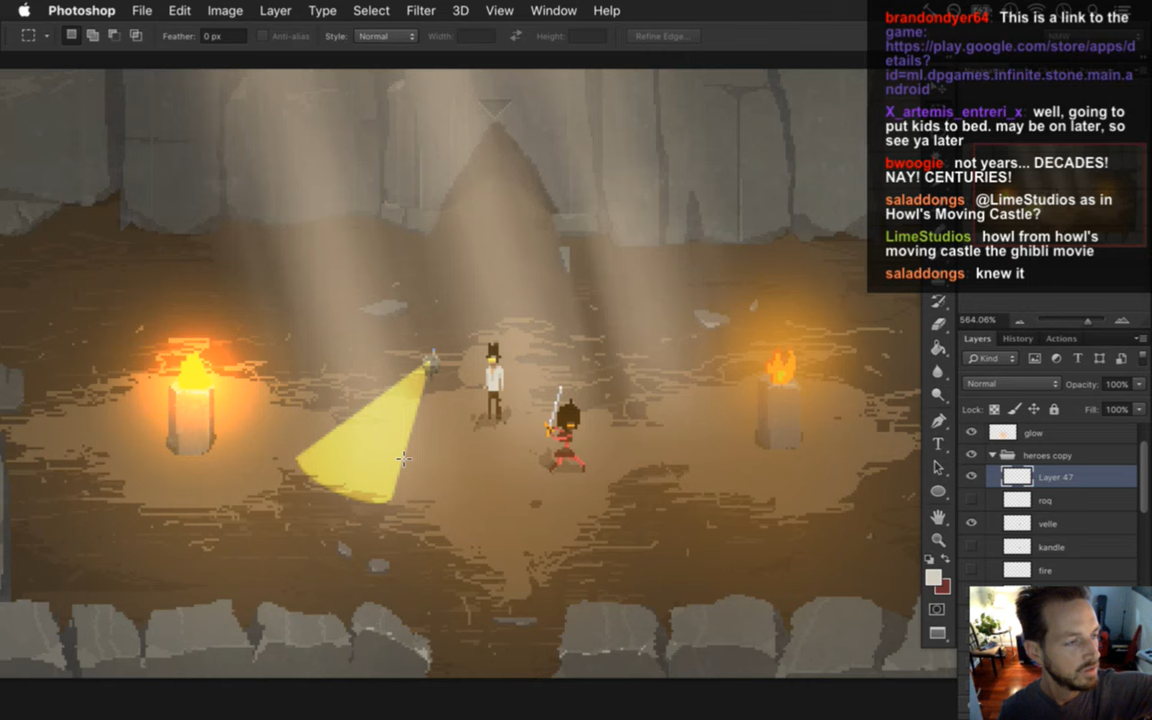 Photoshop File Edit Image Layer Type Select Filter 3D View Window Help
Feather: 0 px Anti-alias Style: Normal Width: Height: Refine Edge...
brandondyer64 This is a link to the
game:
https://play.google.com/store/apps/d
etails?
id=ml.dpgames.infinite.stone.main.a
ndroid
X_artemis_entreri_x well, going to
put kids to bed. may be on later, so
see ya later
bwoogie not years... DECADES!
NAY! CENTURIES!
saladdongs @LimeStudios as in
Howl's Moving Castle?
LimeStudios howl from howl's
moving castle the ghibli movie
saladdongs knew it
564.06%
Layers History Actions
Kind
Normal Opacity: 100%
Lock: Fill: 100%
glow
heroes copy
Layer 47
roq
velle
kandle
fire